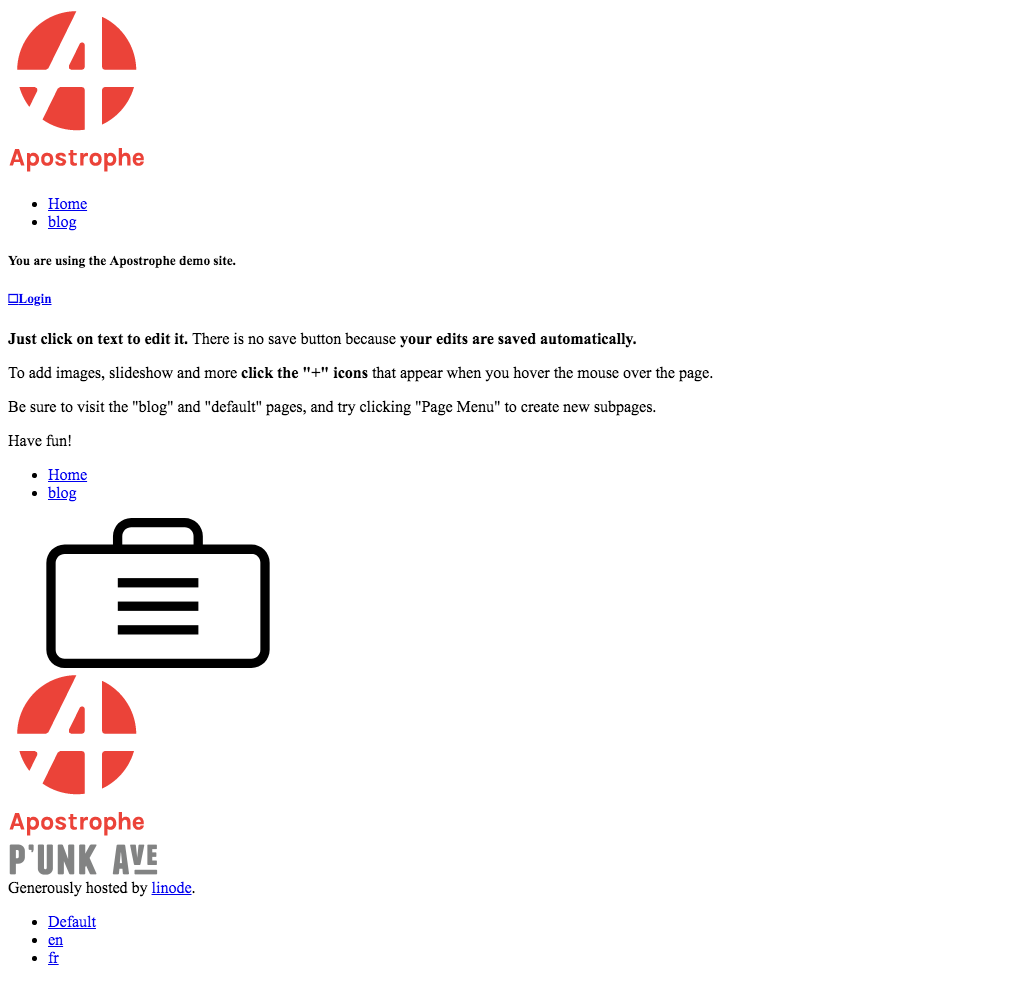 Apostrophe
Home
blog
You are using the Apostrophe demo site.
Login
Just click on text to edit it. There is no save button because your edits are saved automatically.
To add images, slideshow and more click the "+" icons that appear when you hover the mouse over the page.
Be sure to visit the "blog" and "default" pages, and try clicking "Page Menu" to create new subpages.
Have fun!
Home
blog
Apostrophe
P'UNK AVE
Generously hosted by linode.
Default
en
fr